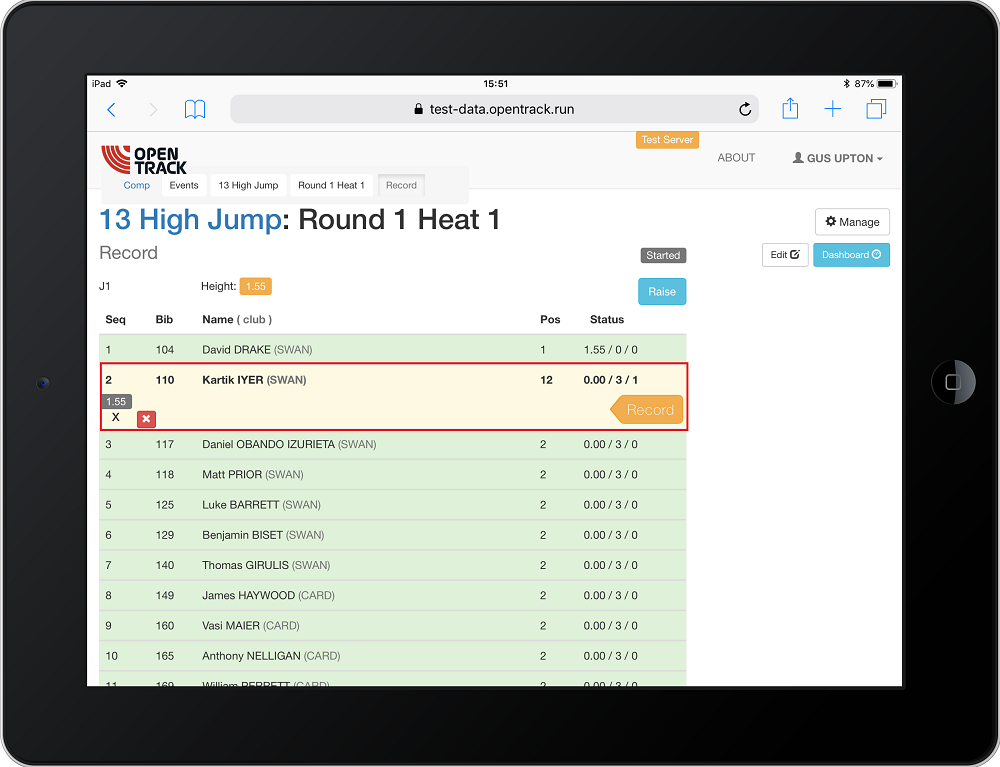 iPad 15:51 87%
test-data.opentrack.run
Test Server
OPEN
TRACK
ABOUT GUS UPTON
Comp Events 13 High Jump Round 1 Heat 1 Record
13 High Jump: Round 1 Heat 1
Manage
Record
Started Edit Dashboard
J1 Height: 1.55 Raise
Seq Bib Name ( club ) Pos Status
1 104 David DRAKE (SWAN) 1 1.55 / 0 / 0
2 110 Kartik IYER (SWAN) 12 0.00 / 3 / 1
1.55
X Record
3 117 Daniel OBANDO IZURIETA (SWAN) 2 0.00 / 3 / 0
4 118 Matt PRIOR (SWAN) 2 0.00 / 3 / 0
5 125 Luke BARRETT (SWAN) 2 0.00 / 3 / 0
6 129 Benjamin BISET (SWAN) 2 0.00 / 3 / 0
7 140 Thomas GIRULIS (SWAN) 2 0.00 / 3 / 0
8 149 James HAYWOOD (CARD) 2 0.00 / 3 / 0
9 160 Vasi MAIER (CARD) 2 0.00 / 3 / 0
10 165 Anthony NELLIGAN (CARD) 2 0.00 / 3 / 0
11 169 William (CARD) 2 0.00 / 3 / 0